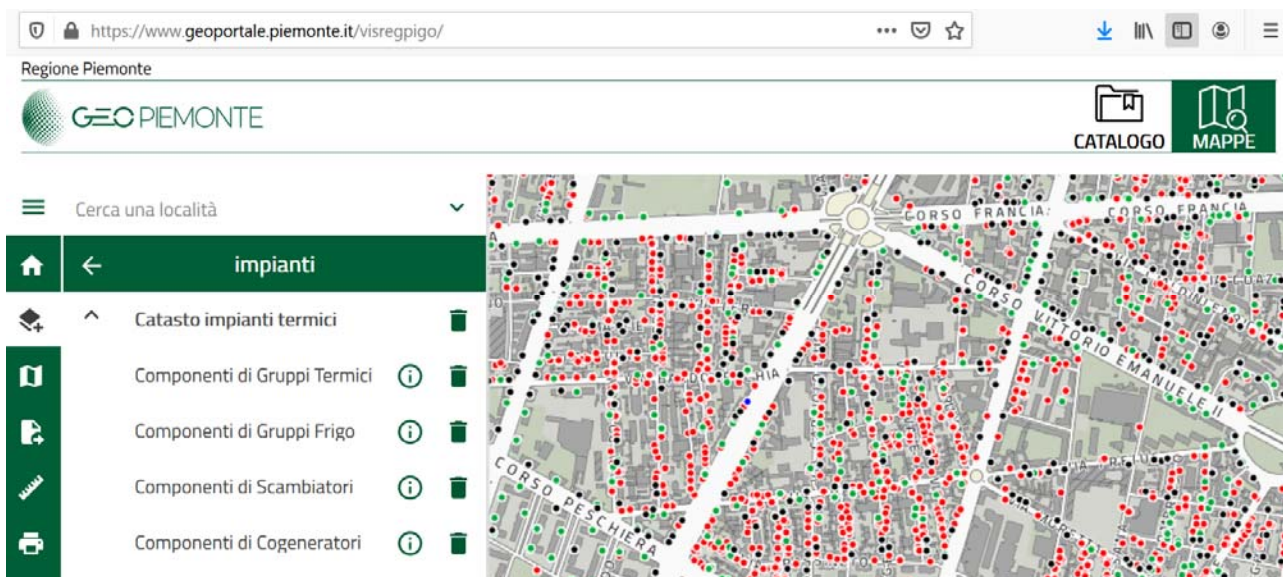 https://www.geoportale.piemonte.it/visregpigo/
Regione Piemonte
GEO PIEMONTE
CATALOGO
MAPPE
Cerca una località
impianti
Catasto impianti termici
Componenti di Gruppi Termici
Componenti di Gruppi Frigo
Componenti di Scambiatori
Componenti di Cogeneratori
CORSO FRANCIA
CORSO FRANCIA
CORSO VITTORIO EMANUELE II
CORSO PESCHIERA